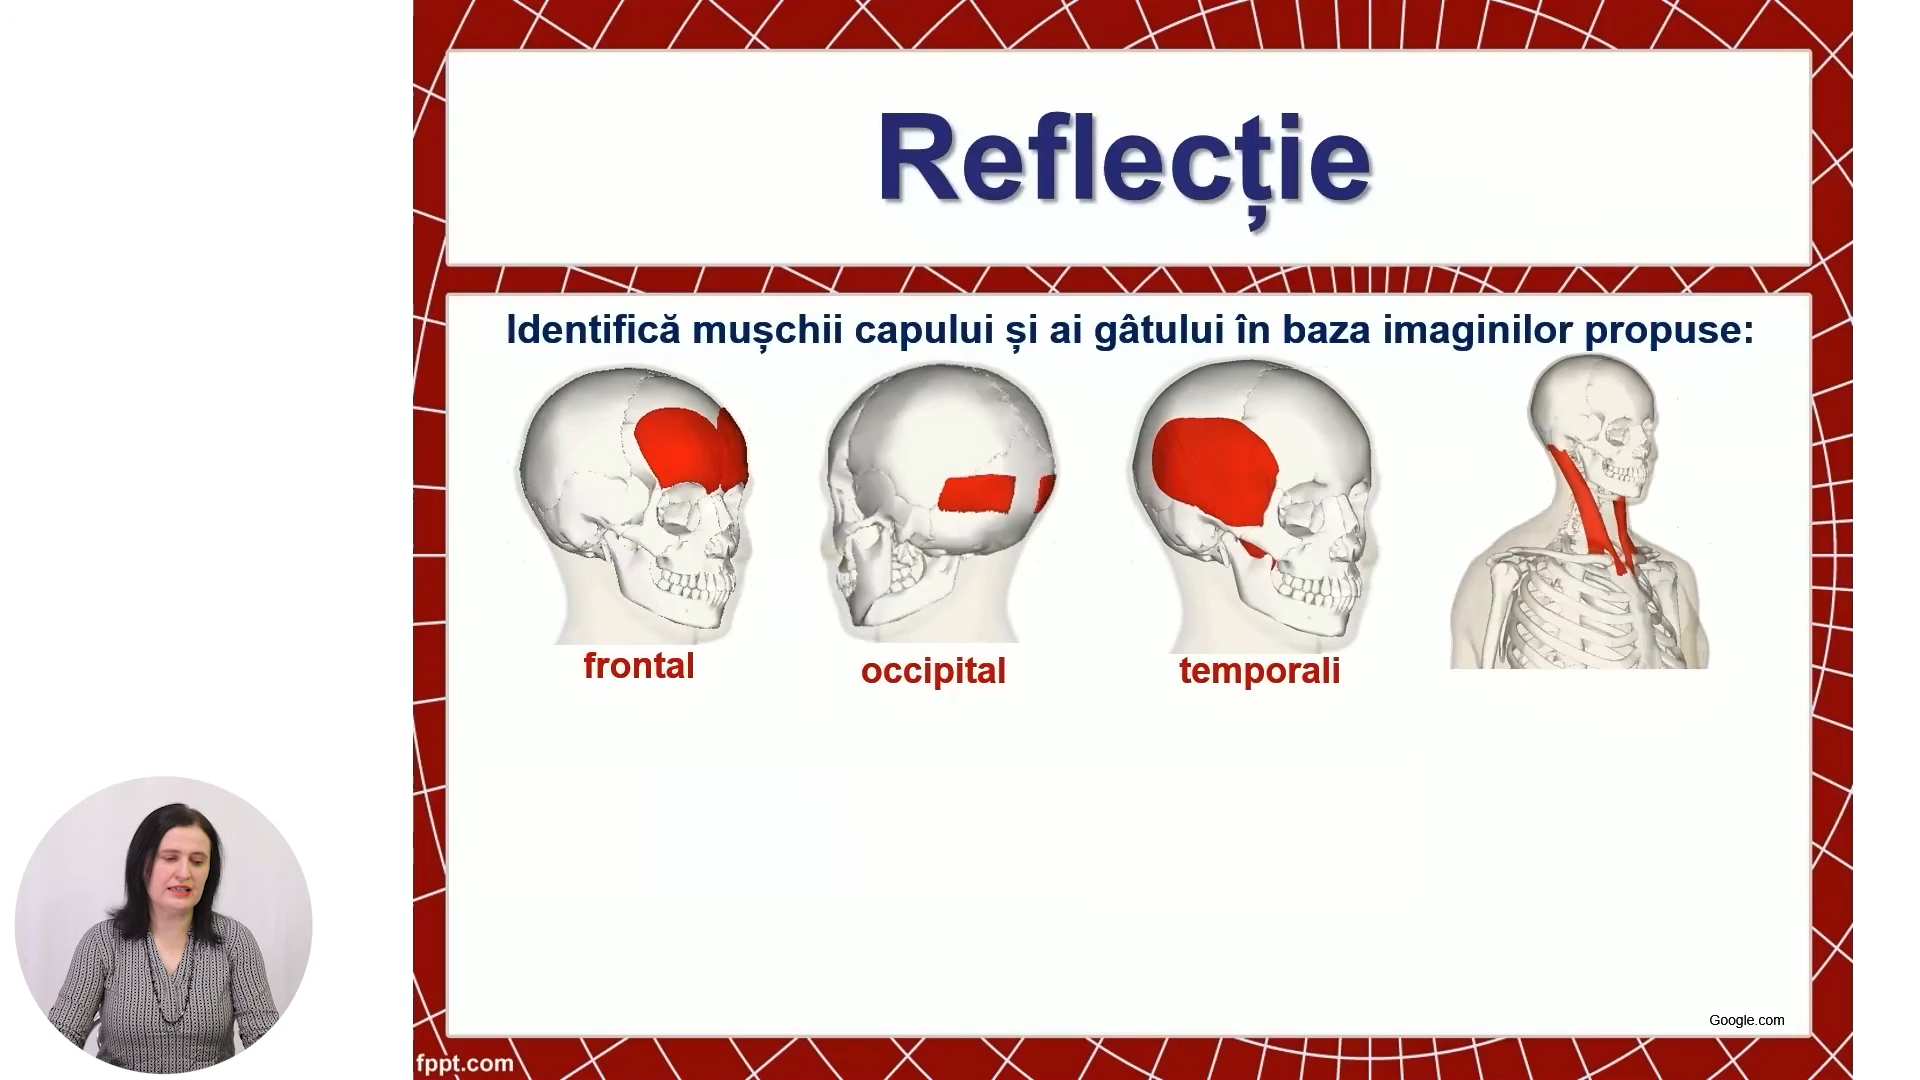 Reflecție
Identifică mușchii capului și ai gâtului în baza imaginilor propuse:
frontal
occipital
temporali
Google.com
fppt.com